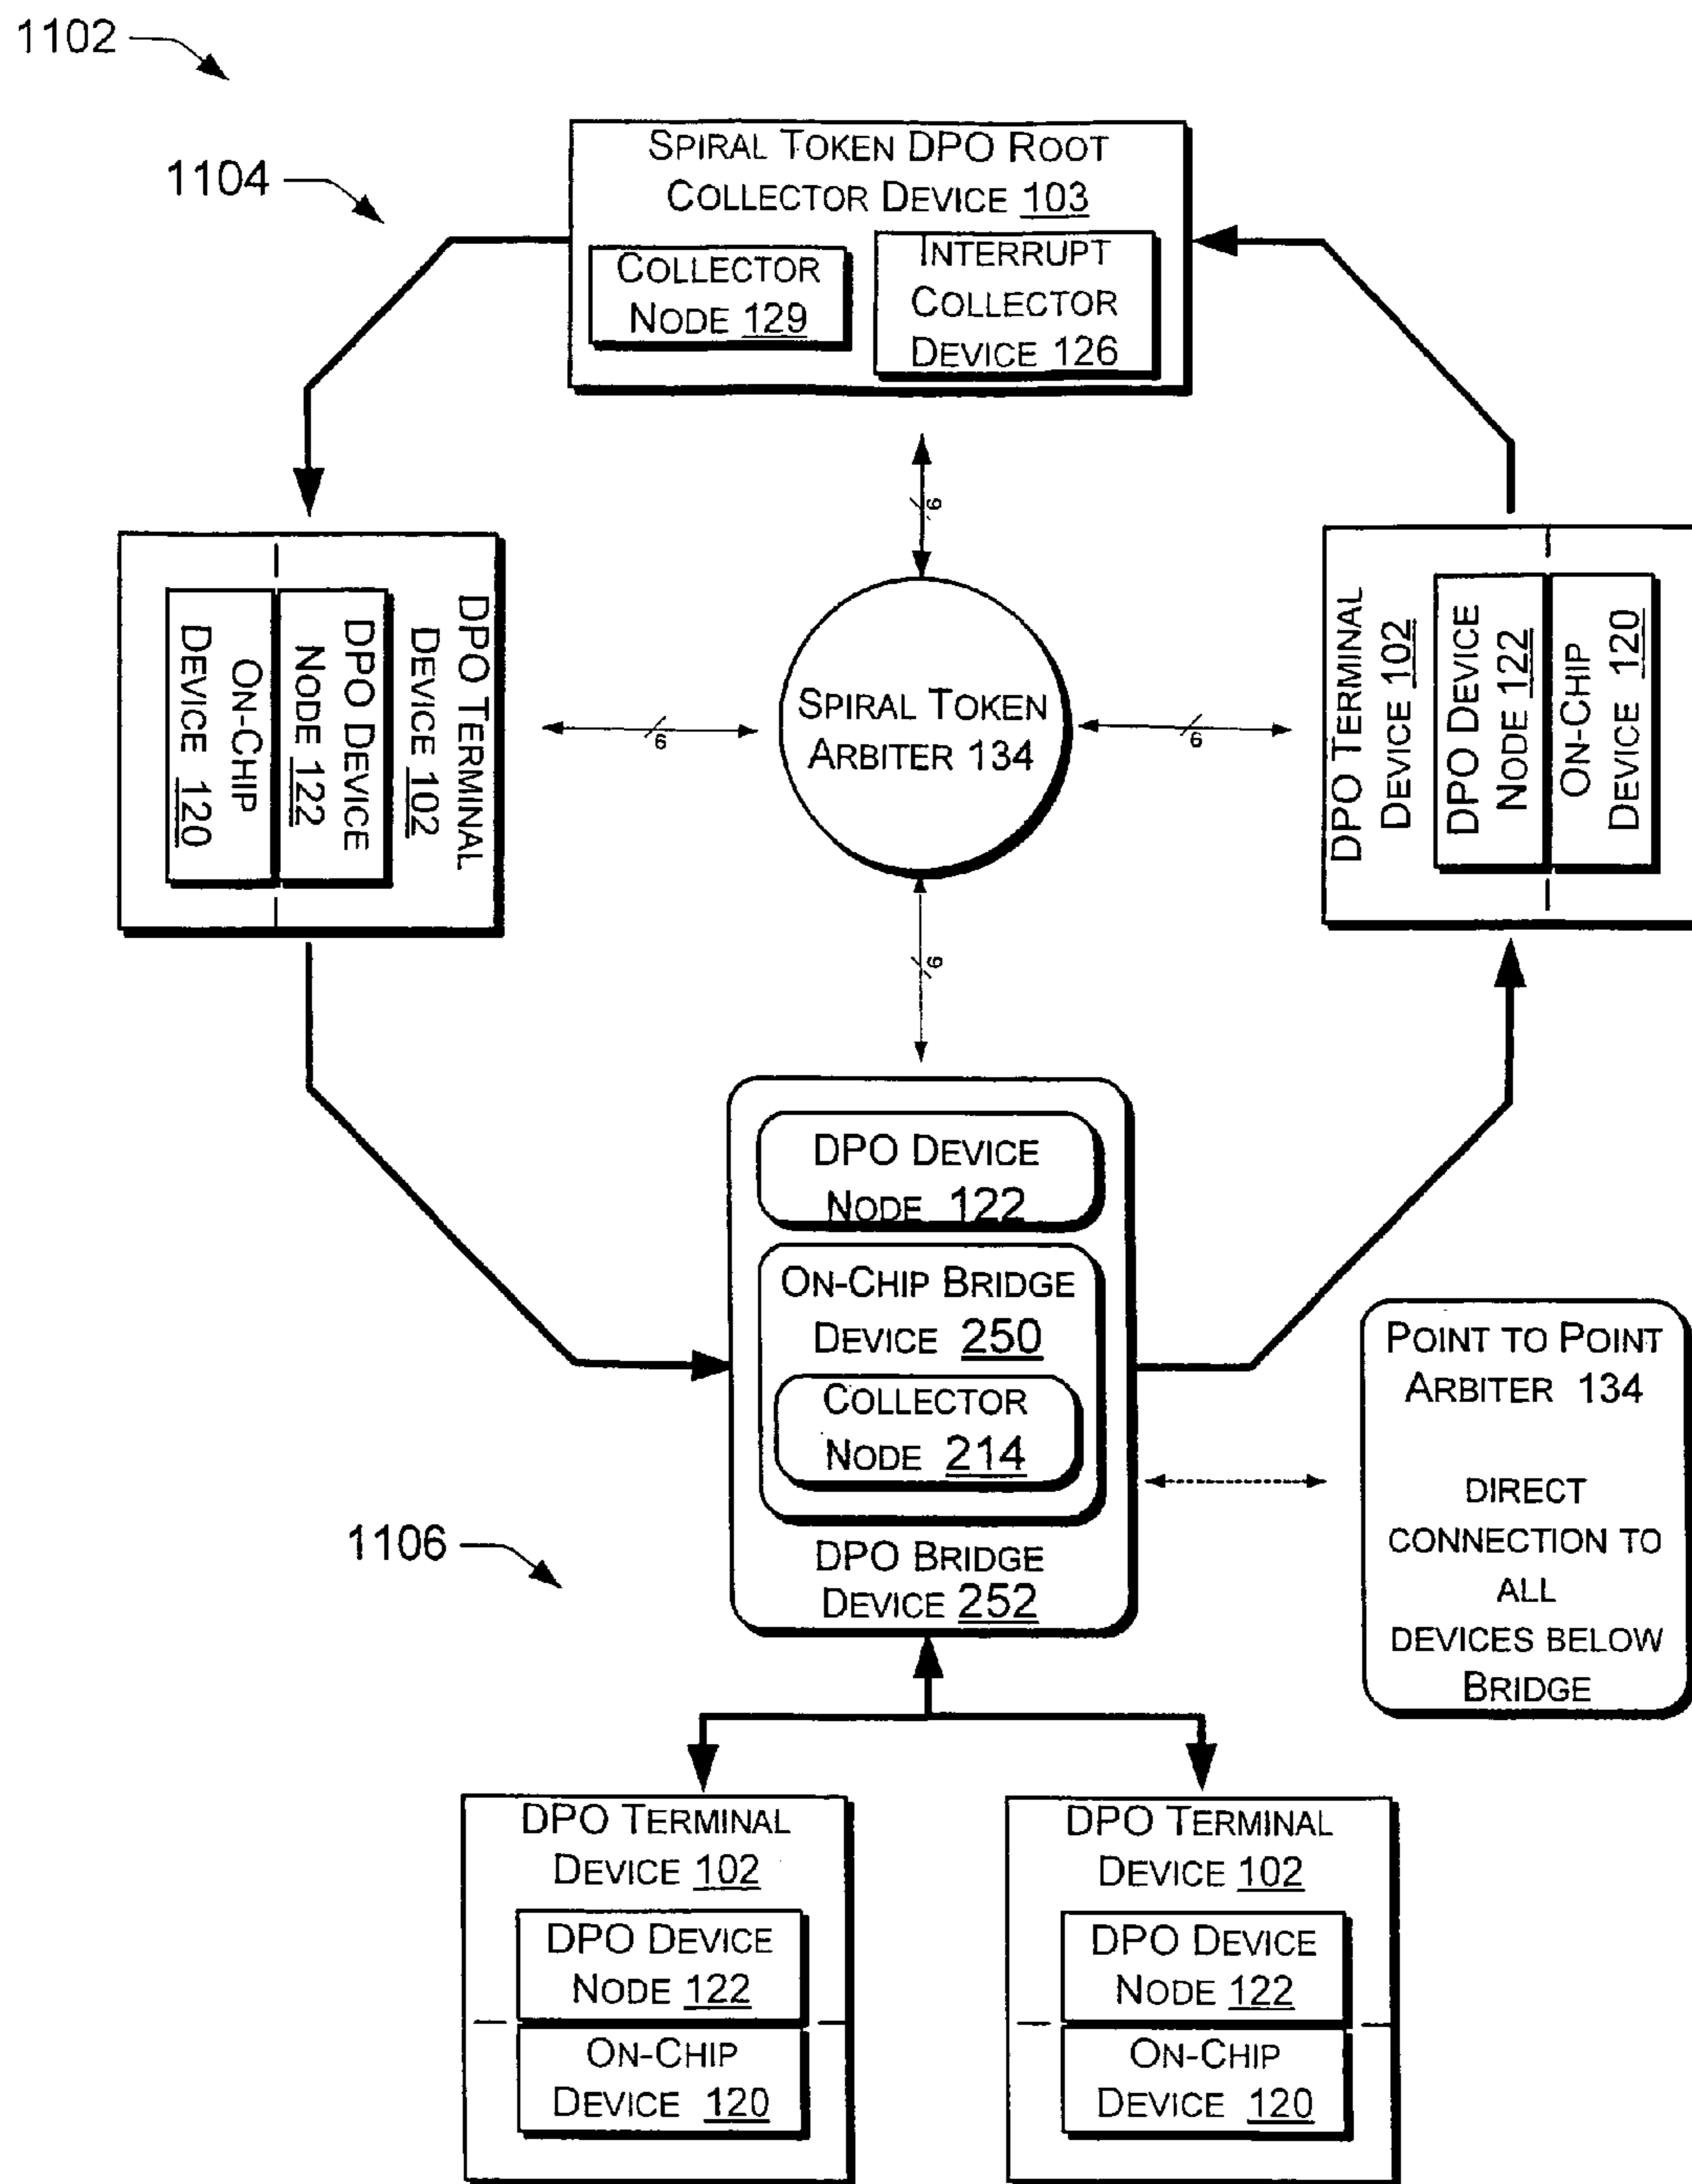 1102
1104
SPIRAL TOKEN DPO ROOT
COLLECTOR DEVICE 103
COLLECTOR
NODE 129
INTERRUPT
COLLECTOR
DEVICE 126
6
DPO TERMINAL
DEVICE 102
DPO DEVICE
NODE 122
ON-CHIP
DEVICE 120
6
SPIRAL TOKEN
ARBITER 134
6
DPO TERMINAL
DEVICE 102
DPO DEVICE
NODE 122
ON-CHIP
DEVICE 120
6
DPO DEVICE
NODE 122
ON-CHIP BRIDGE
DEVICE 250
COLLECTOR
NODE 214
DPO BRIDGE
DEVICE 252
POINT TO POINT
ARBITER 134
DIRECT
CONNECTION TO
ALL
DEVICES BELOW
BRIDGE
1106
DPO TERMINAL
DEVICE 102
DPO DEVICE
NODE 122
ON-CHIP
DEVICE 120
DPO TERMINAL
DEVICE 102
DPO DEVICE
NODE 122
ON-CHIP
DEVICE 120